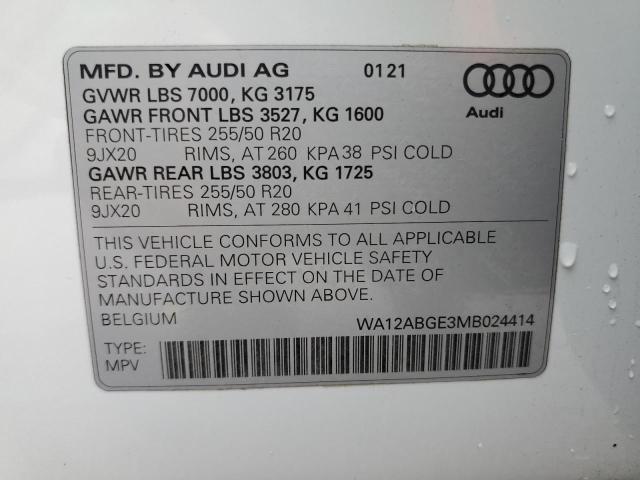 MFD. BY AUDI AG 0121
GVWR LBS 7000, KG 3175
GAWR FRONT LBS 3527, KG 1600
Audi
FRONT-TIRES 255/50 R20
9JX20 RIMS, AT 260 KPA 38 PSI COLD
GAWR REAR LBS 3803, KG 1725
REAR-TIRES 255/50 R20
9JX20 RIMS, AT 280 KPA 41 PSI COLD
THIS VEHICLE CONFORMS TO ALL APPLICABLE
U.S. FEDERAL MOTOR VEHICLE SAFETY
STANDARDS IN EFFECT ON THE DATE OF
MANUFACTURE SHOWN ABOVE.
BELGIUM WA12ABGE3MB024414
TYPE:
MPV